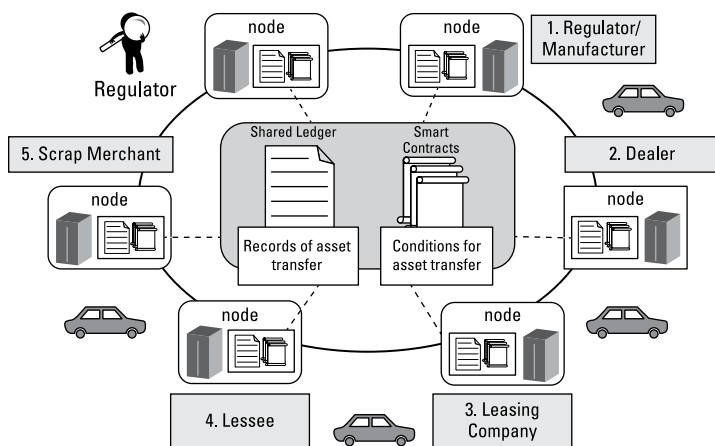 node
node
1. Regulator/
Manufacturer
Regulator
Shared Ledger
Smart
Contracts
5. Scrap Merchant
2. Dealer
node
node
Records of asset
transfer
Conditions for
asset transfer
node
node
4. Lessee
3. Leasing
Company